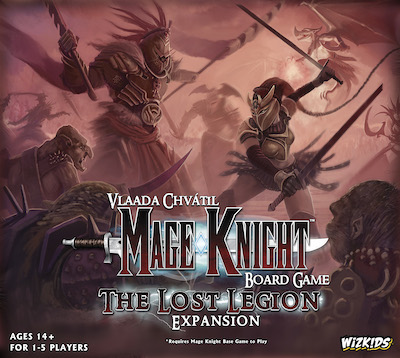 VLAADA CHVÁTIL
MAGE KNIGHT™
BOARD GAME
THE LOST LEGION
EXPANSION
AGES 14+
FOR 1-5 PLAYERS
*Requires Mage Knight Base Game to Play
WIZKIDS